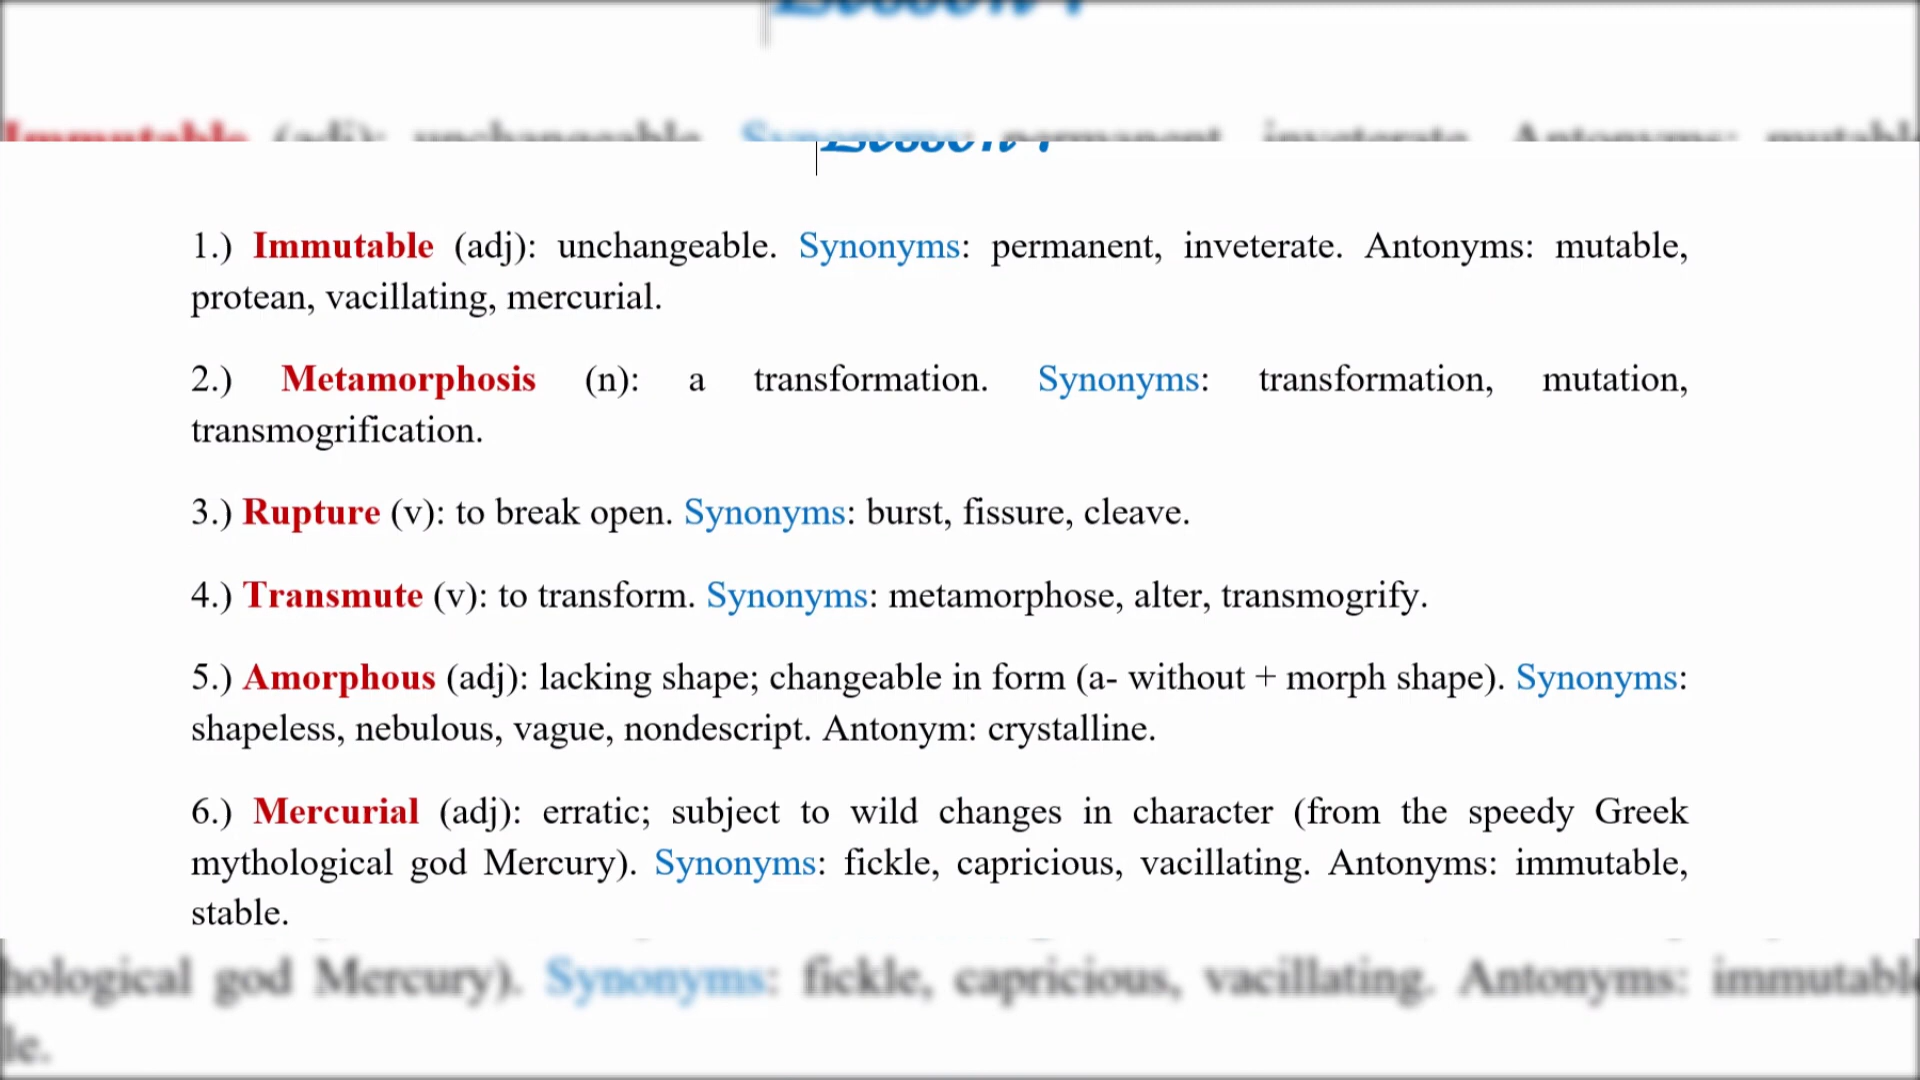 1.) Immutable (adj): unchangeable. Synonyms: permanent, inveterate. Antonyms: mutable,
protean, vacillating, mercurial.
2.) Metamorphosis (n): a transformation. Synonyms: transformation, mutation,
transmogrification.
3.) Rupture (v): to break open. Synonyms: burst, fissure, cleave.
4.) Transmute (v): to transform. Synonyms: metamorphose, alter, transmogrify.
5.) Amorphous (adj): lacking shape; changeable in form (a- without + morph shape). Synonyms:
shapeless, nebulous, vague, nondescript. Antonym: crystalline.
6.) Mercurial (adj): erratic; subject to wild changes in character (from the speedy Greek
mythological god Mercury). Synonyms: fickle, capricious, vacillating. Antonyms: immutable,
stable.